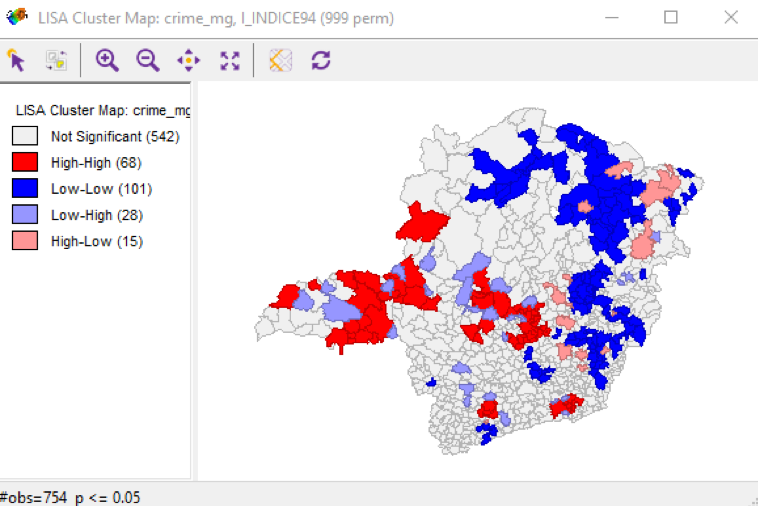 LISA Cluster Map: crime_mg, I_INDICE94 (999 perm)
LISA Cluster Map: crime_mg
Not Significant (542)
High-High (68)
Low-Low (101)
Low-High (28)
High-Low (15)
#obs=754 p <= 0.05